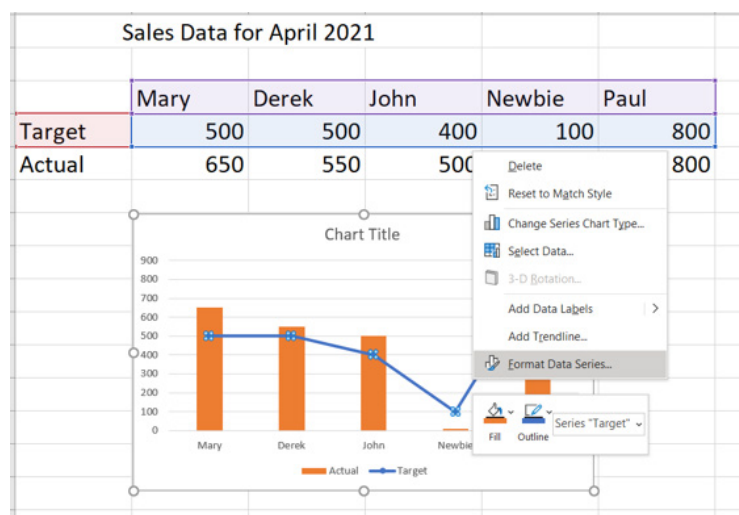 Sales Data for April 2021
Mary Derek John Newbie Paul
Target 500 500 400 100 800
Actual 650 550 500 800
Delete
Reset to Match Style
Change Series Chart Type...
Select Data...
3-D Rotation...
Add Data Labels
Add Trendline...
Format Data Series...
Fill Outline Series "Target"
Chart Title
900
800
700
600
500
400
300
200
100
0
Mary Derek John Newbie
Actual Target